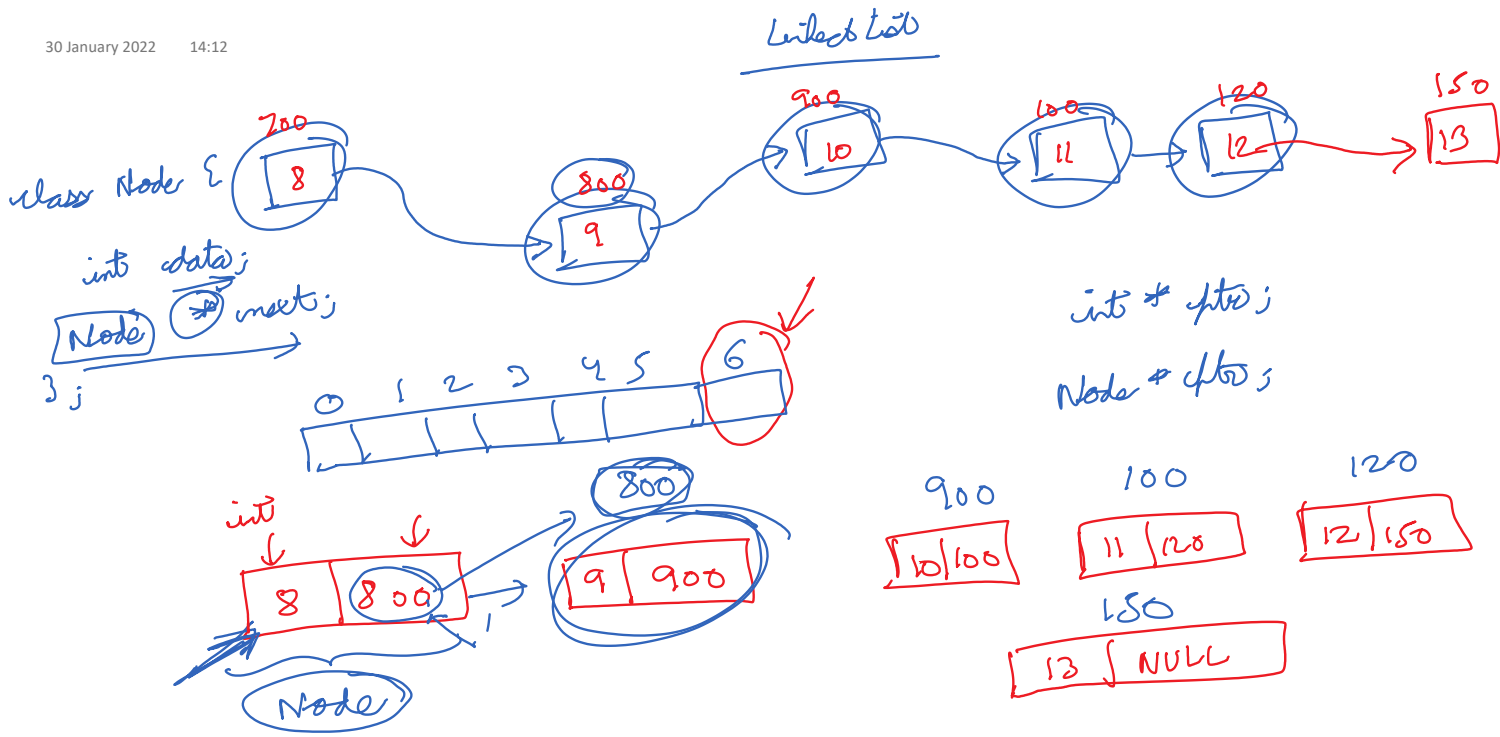 30 January 2022 14:12
Linked List
700 800 900 100 120 150
8 9 10 11 12 13
class Node {
int data;
Node * next;
};
int * ptr;
Node * ptr;
0 1 2 3 4 5 6
int
800 900 100 120
8 800 9 900 10 100 11 120 12 150
150
13 NULL
Node